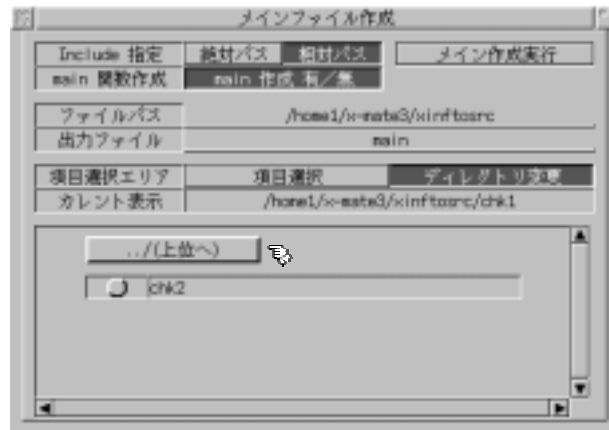 メインファイル作成
Include 指定 絶対パス 相対パス メイン作成実行
main 関数作成 main 作成 有/無
ファイルパス /home1/x-mate3/xinftosrc
出力ファイル main
項目選択エリア 項目選択 ディレクトリ変更
カレント表示 /home1/x-mate3/xinftosrc/chk1
../(上位へ)
chk2